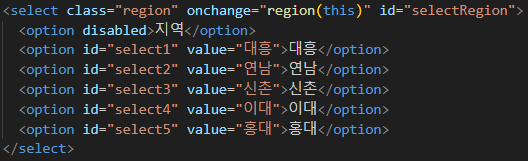 <select class="region" onchange="region(this)" id="selectRegion">
<option disabled>지역</option>
<option id="select1" value="대흥">대흥</option>
<option id="select2" value="연남">연남</option>
<option id="select3" value="신촌">신촌</option>
<option id="select4" value="이대">이대</option>
<option id="select5" value="홍대">홍대</option>
</select>